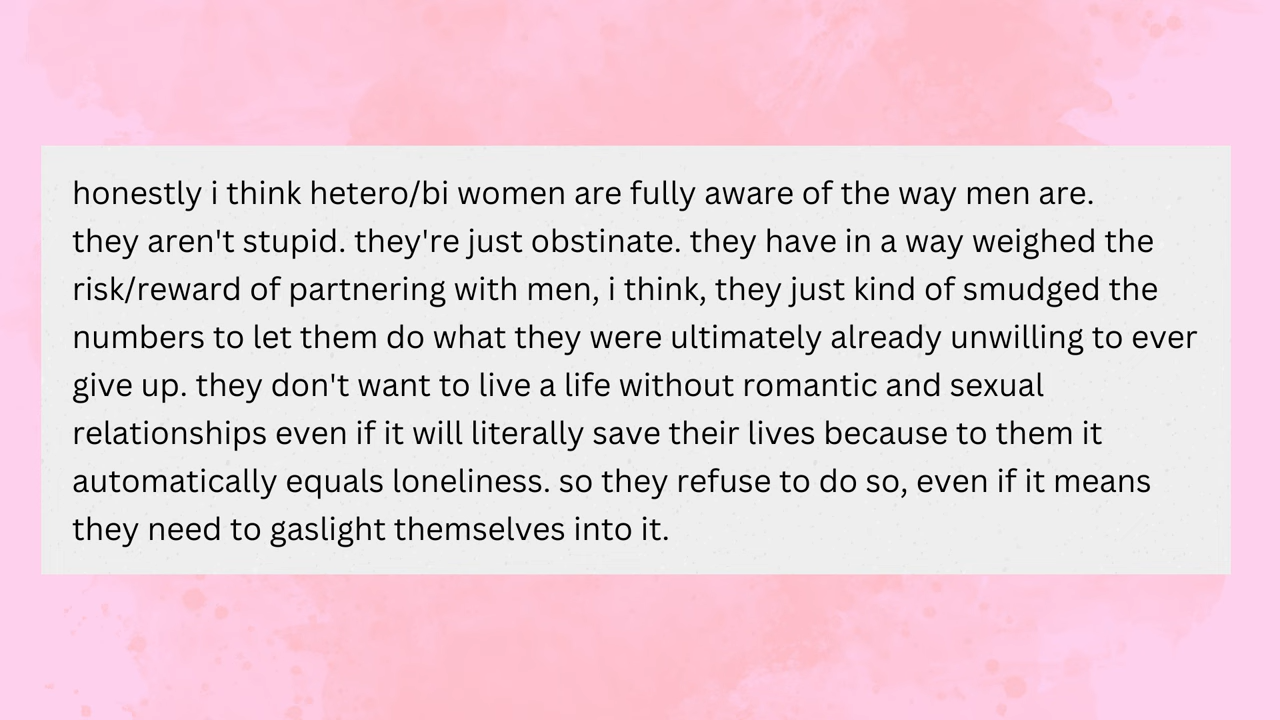 honestly i think hetero/bi women are fully aware of the way men are.
they aren't stupid. they're just obstinate. they have in a way weighed the
risk/reward of partnering with men, i think, they just kind of smudged the
numbers to let them do what they were ultimately already unwilling to ever
give up. they don't want to live a life without romantic and sexual
relationships even if it will literally save their lives because to them it
automatically equals loneliness. so they refuse to do so, even if it means
they need to gaslight themselves into it.